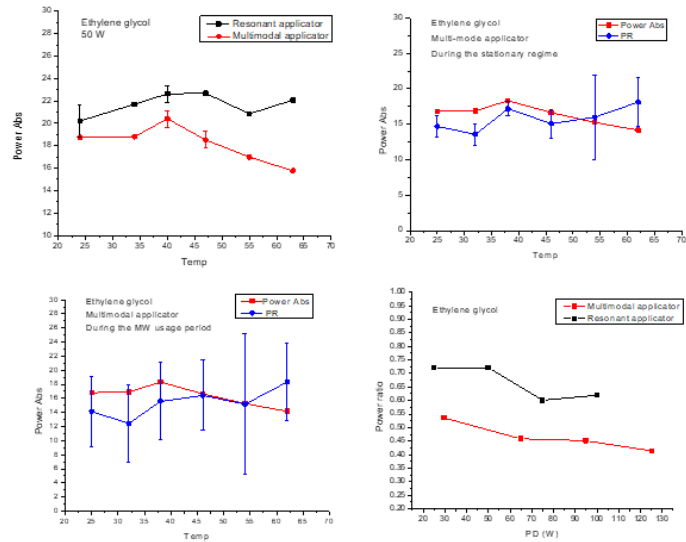 Ethylene glycol
50 W
Resonant applicator
Multimodal applicator
Power Abs
30
28
26
24
22
20
18
16
14
12
10
20 25 30 35 40 47 55 60 65 70
Temp
Ethylene glycol
Multi-mode applicator
During the stationary regime
Power Abs
PR
Power Abs
30
25
20
15
10
5
0
20 25 30 35 40 45 50 55 60 65 70
Temp
Ethylene glycol
Multimodal applicator
During the MW usage period
Power Abs
PR
Power Abs
30
28
26
24
22
20
18
16
14
12
10
8
6
4
2
0
20 25 30 35 40 45 50 55 60 65 70
Temp
Ethylene glycol
Multimodal applicator
Resonant applicator
Power ratio
1.00
0.95
0.90
0.85
0.80
0.75
0.70
0.65
0.60
0.55
0.50
0.45
0.40
0.35
0.30
0.25
0.20
20 30 40 50 60 70 80 90 100 110 120 130
PD (W)